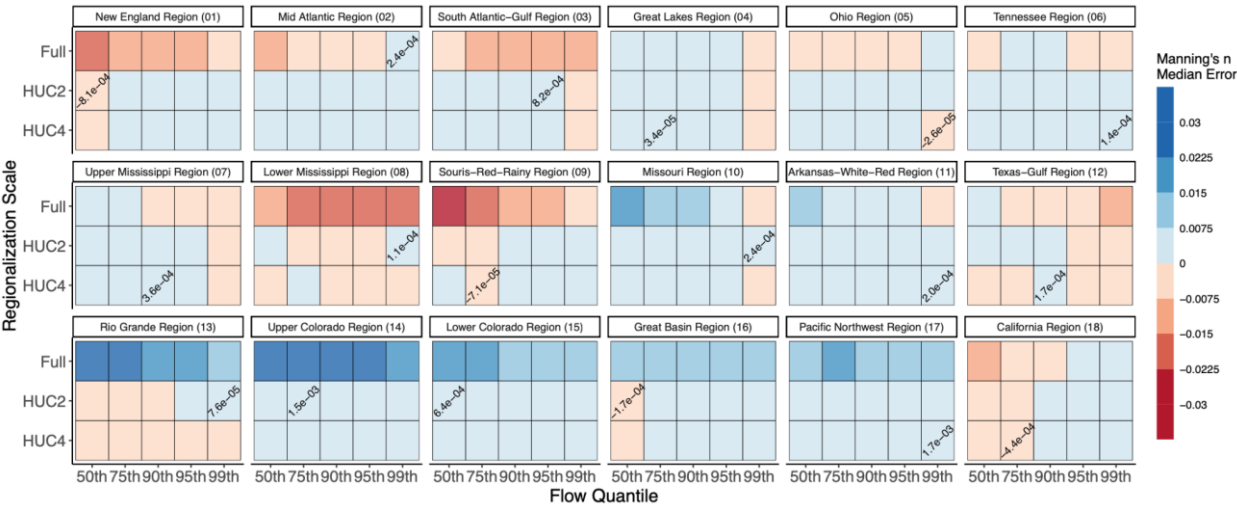 New England Region (01) Mid Atlantic Region (02) South Atlantic−Gulf Region (03) Great Lakes Region (04) Ohio Region (05) Tennessee Region (06)
Full
HUC2
HUC4
−8.1e−04
2.4e−04
8.2e−04
3.4e−05
−2.6e−05
1.4e−04
Upper Mississippi Region (07) Lower Mississippi Region (08) Souris−Red−Rainy Region (09) Missouri Region (10) Arkansas−White−Red Region (11) Texas−Gulf Region (12)
Full
HUC2
HUC4
3.6e−04
1.1e−04
−7.1e−05
2.4e−04
2.0e−04
1.7e−04
Rio Grande Region (13) Upper Colorado Region (14) Lower Colorado Region (15) Great Basin Region (16) Pacific Northwest Region (17) California Region (18)
Full
HUC2
HUC4
7.6e−05
1.5e−03
6.4e−04
−1.7e−04
1.7e−03
−4.4e−04
50th 75th 90th 95th 99th 50th 75th 90th 95th 99th 50th 75th 90th 95th 99th 50th 75th 90th 95th 99th 50th 75th 90th 95th 99th 50th 75th 90th 95th 99th
Flow Quantile
Regionalization Scale
Manning's n
Median Error
0.03
0.0225
0.015
0.0075
0
−0.0075
−0.015
−0.0225
−0.03